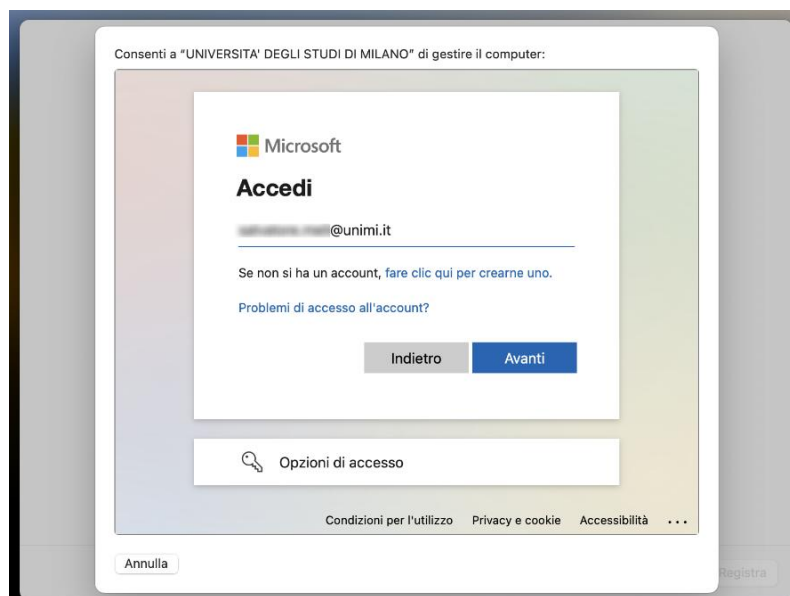 Consenti a “UNIVERSITA' DEGLI STUDI DI MILANO” di gestire il computer:
Microsoft
Accedi
@unimi.it
Se non si ha un account, fare clic qui per crearne uno.
Problemi di accesso all'account?
Indietro
Avanti
Opzioni di accesso
Condizioni per l'utilizzo Privacy e cookie Accessibilità ...
Annulla
Registra